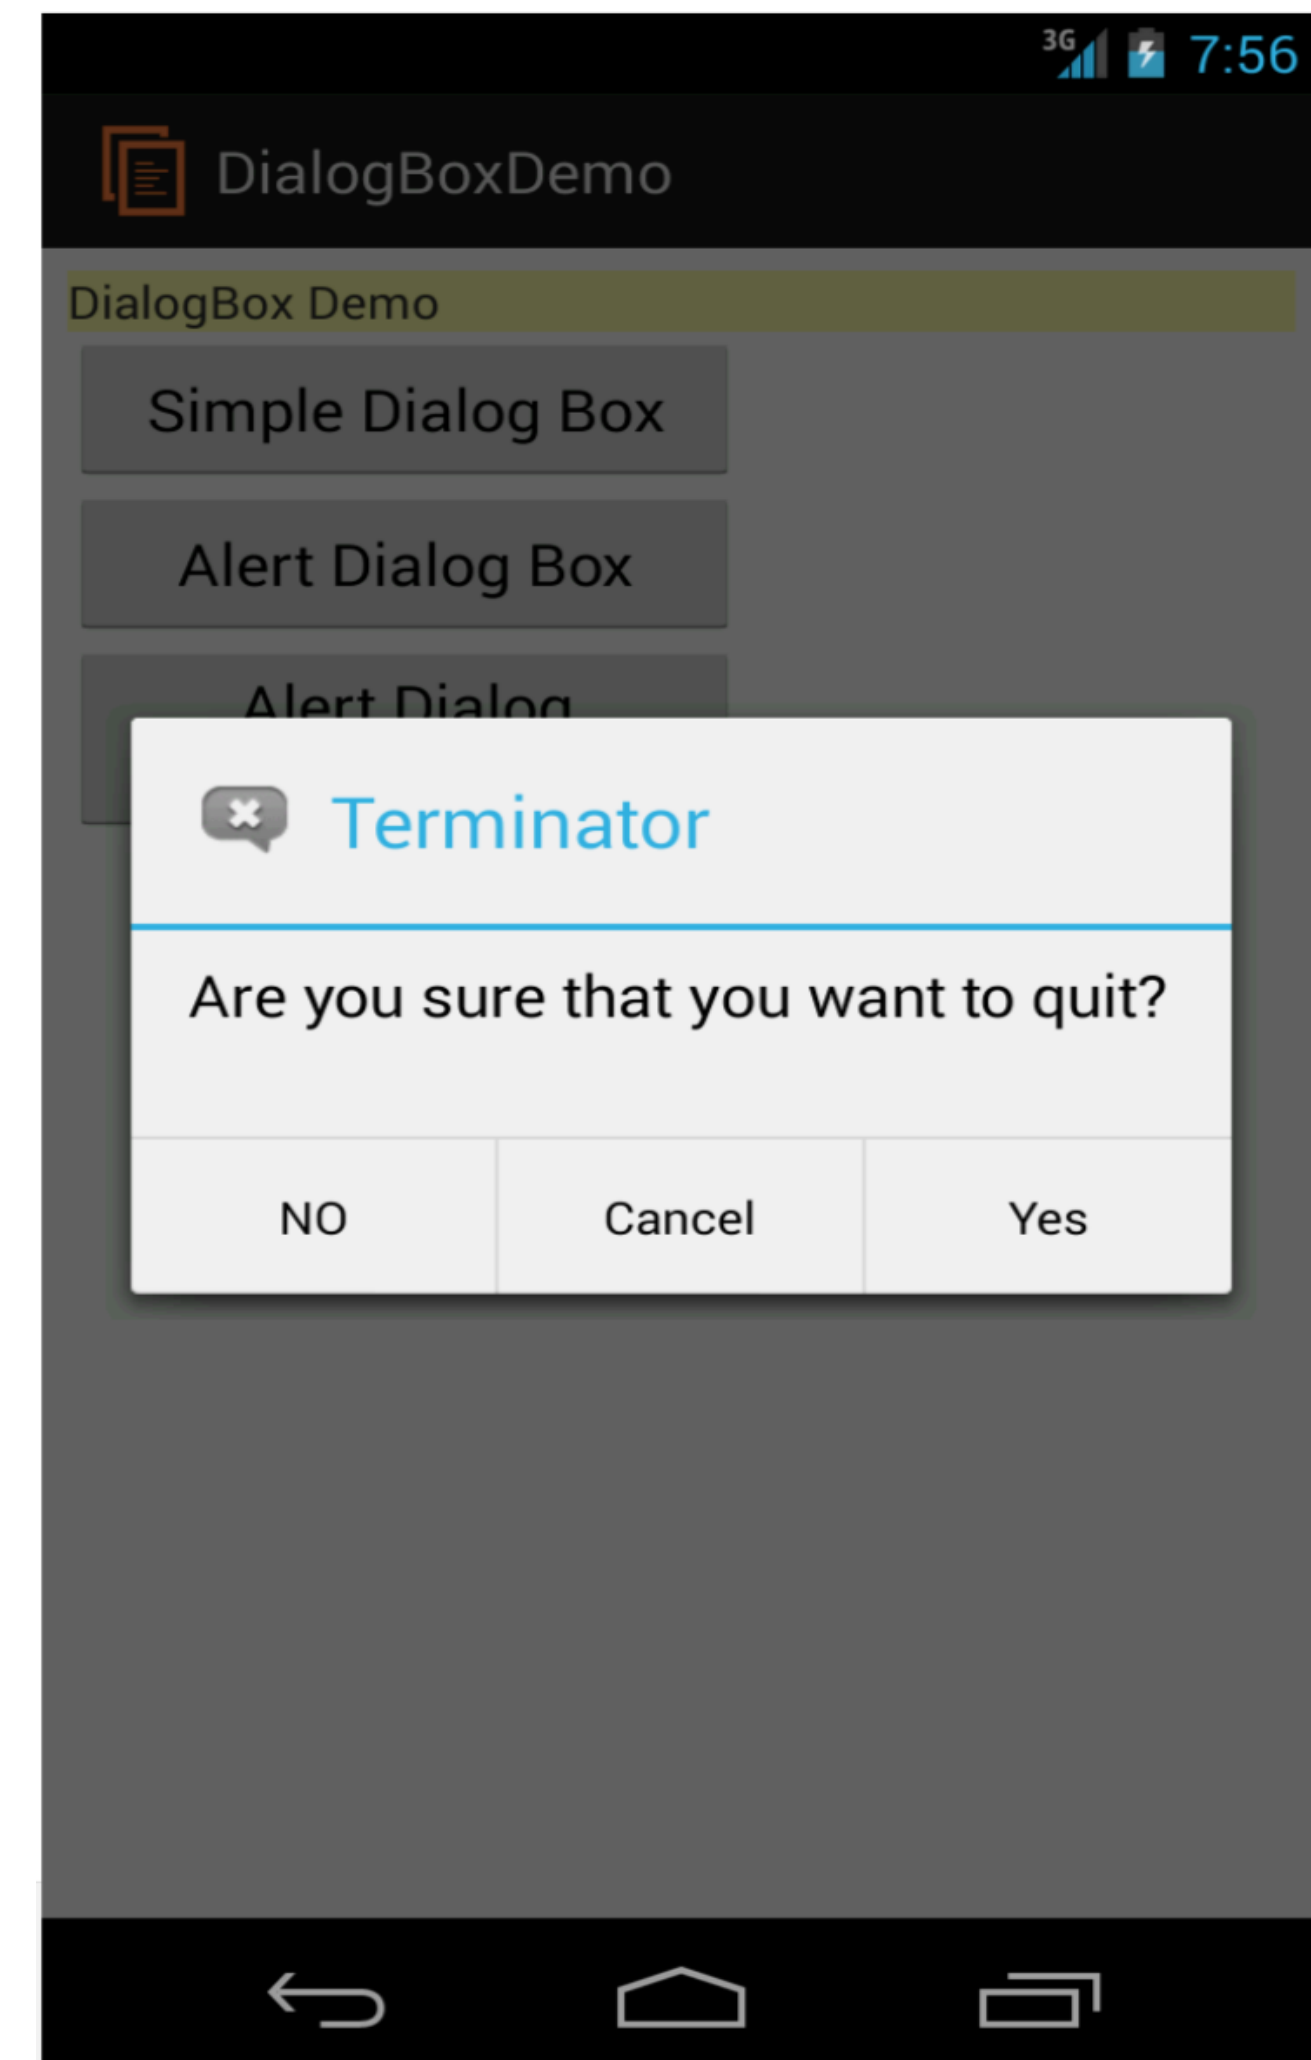 3G 7:56
DialogBoxDemo
DialogBox Demo
Simple Dialog Box
Alert Dialog Box
Alert Dialog
Terminator
Are you sure that you want to quit?
NO Cancel Yes